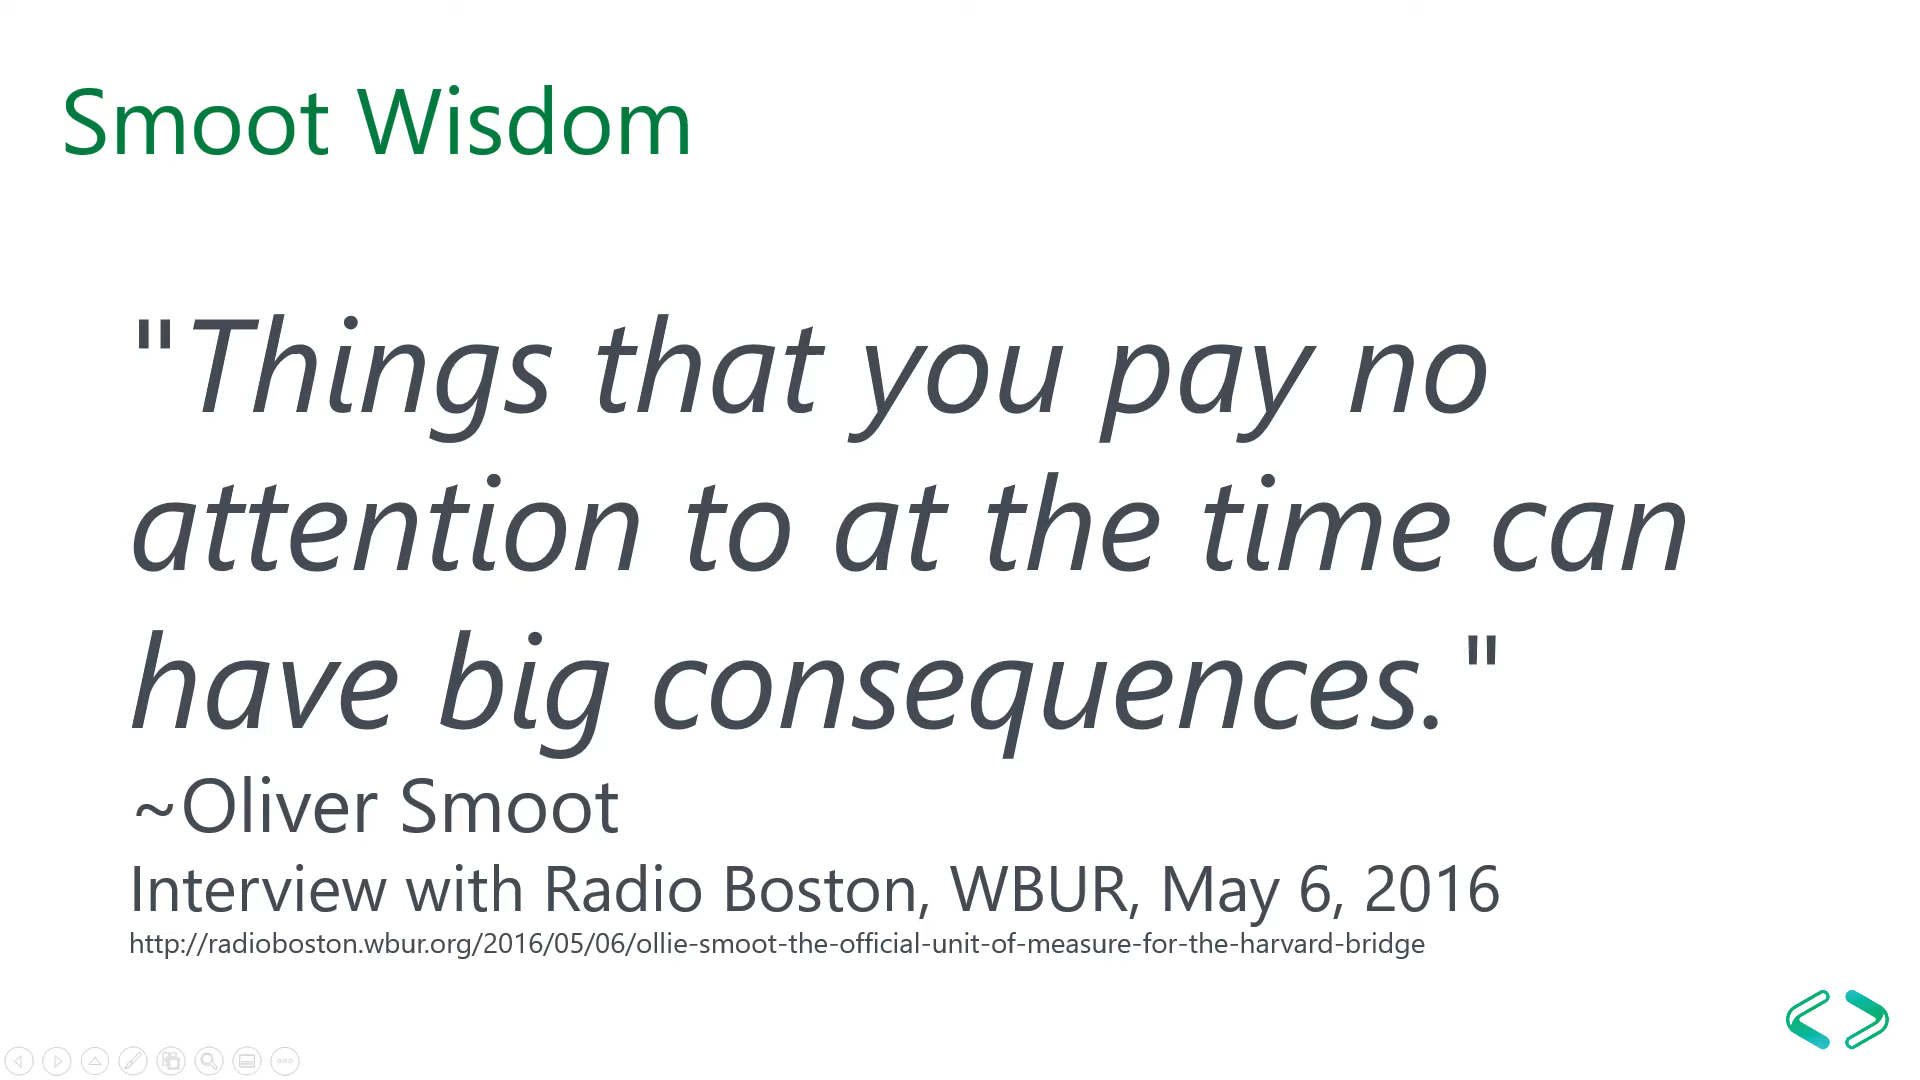 Smoot Wisdom
"Things that you pay no
attention to at the time can
have big consequences."
~Oliver Smoot
Interview with Radio Boston, WBUR, May 6, 2016
http://radioboston.wbur.org/2016/05/06/ollie-smoot-the-official-unit-of-measure-for-the-harvard-bridge